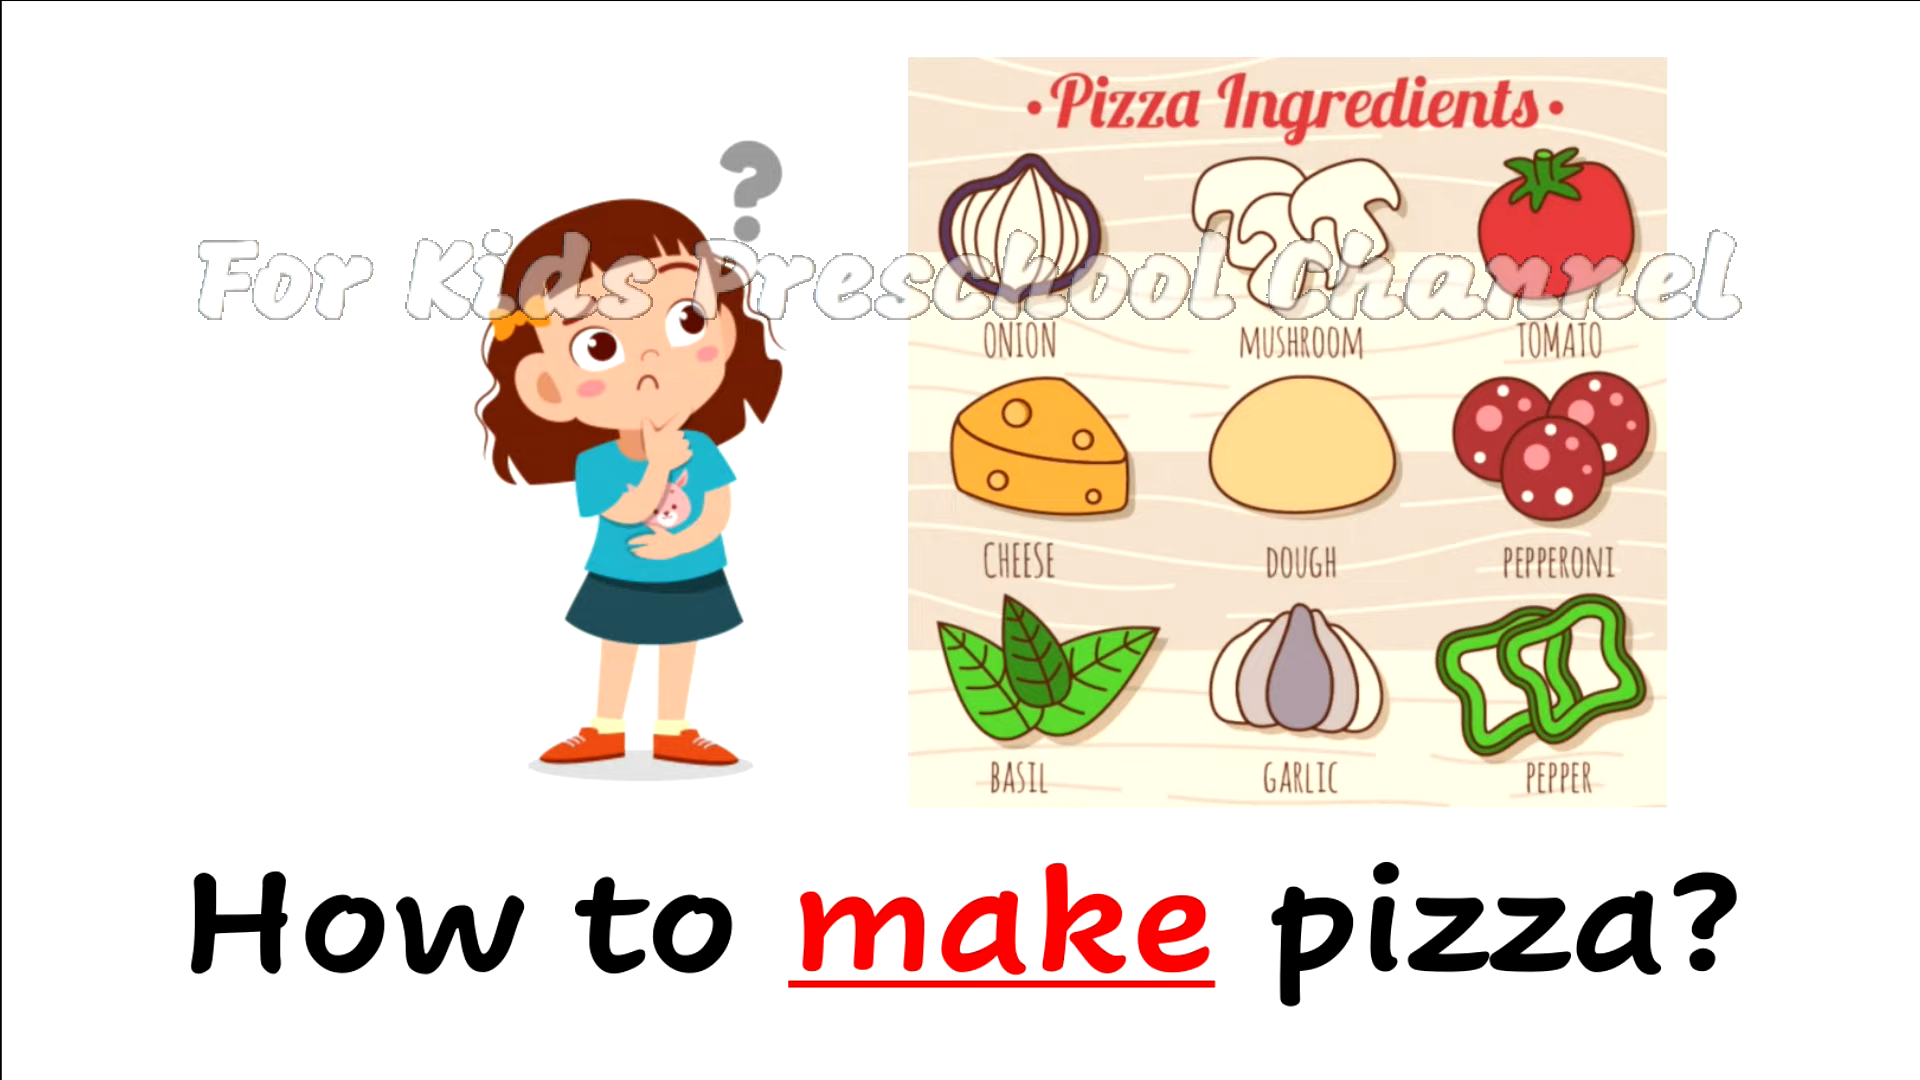 ·Pizza Ingredients·
For Kids Preschool Channel
ONION MUSHROOM TOMATO
CHEESE DOUGH PEPPERONI
BASIL GARLIC PEPPER
How to make pizza?
?